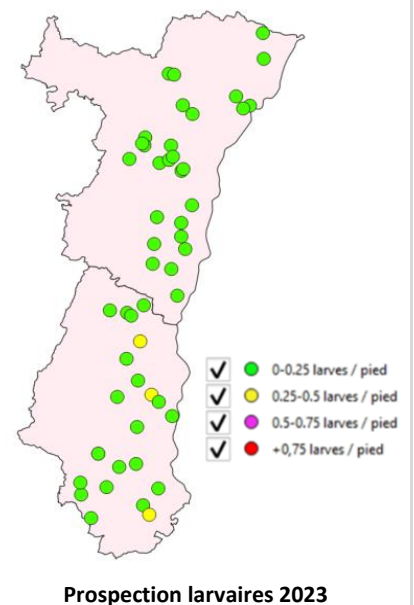 0-0.25 larves / pied
0.25-0.5 larves / pied
0.5-0.75 larves / pied
+0,75 larves / pied
Prospection larvaires 2023